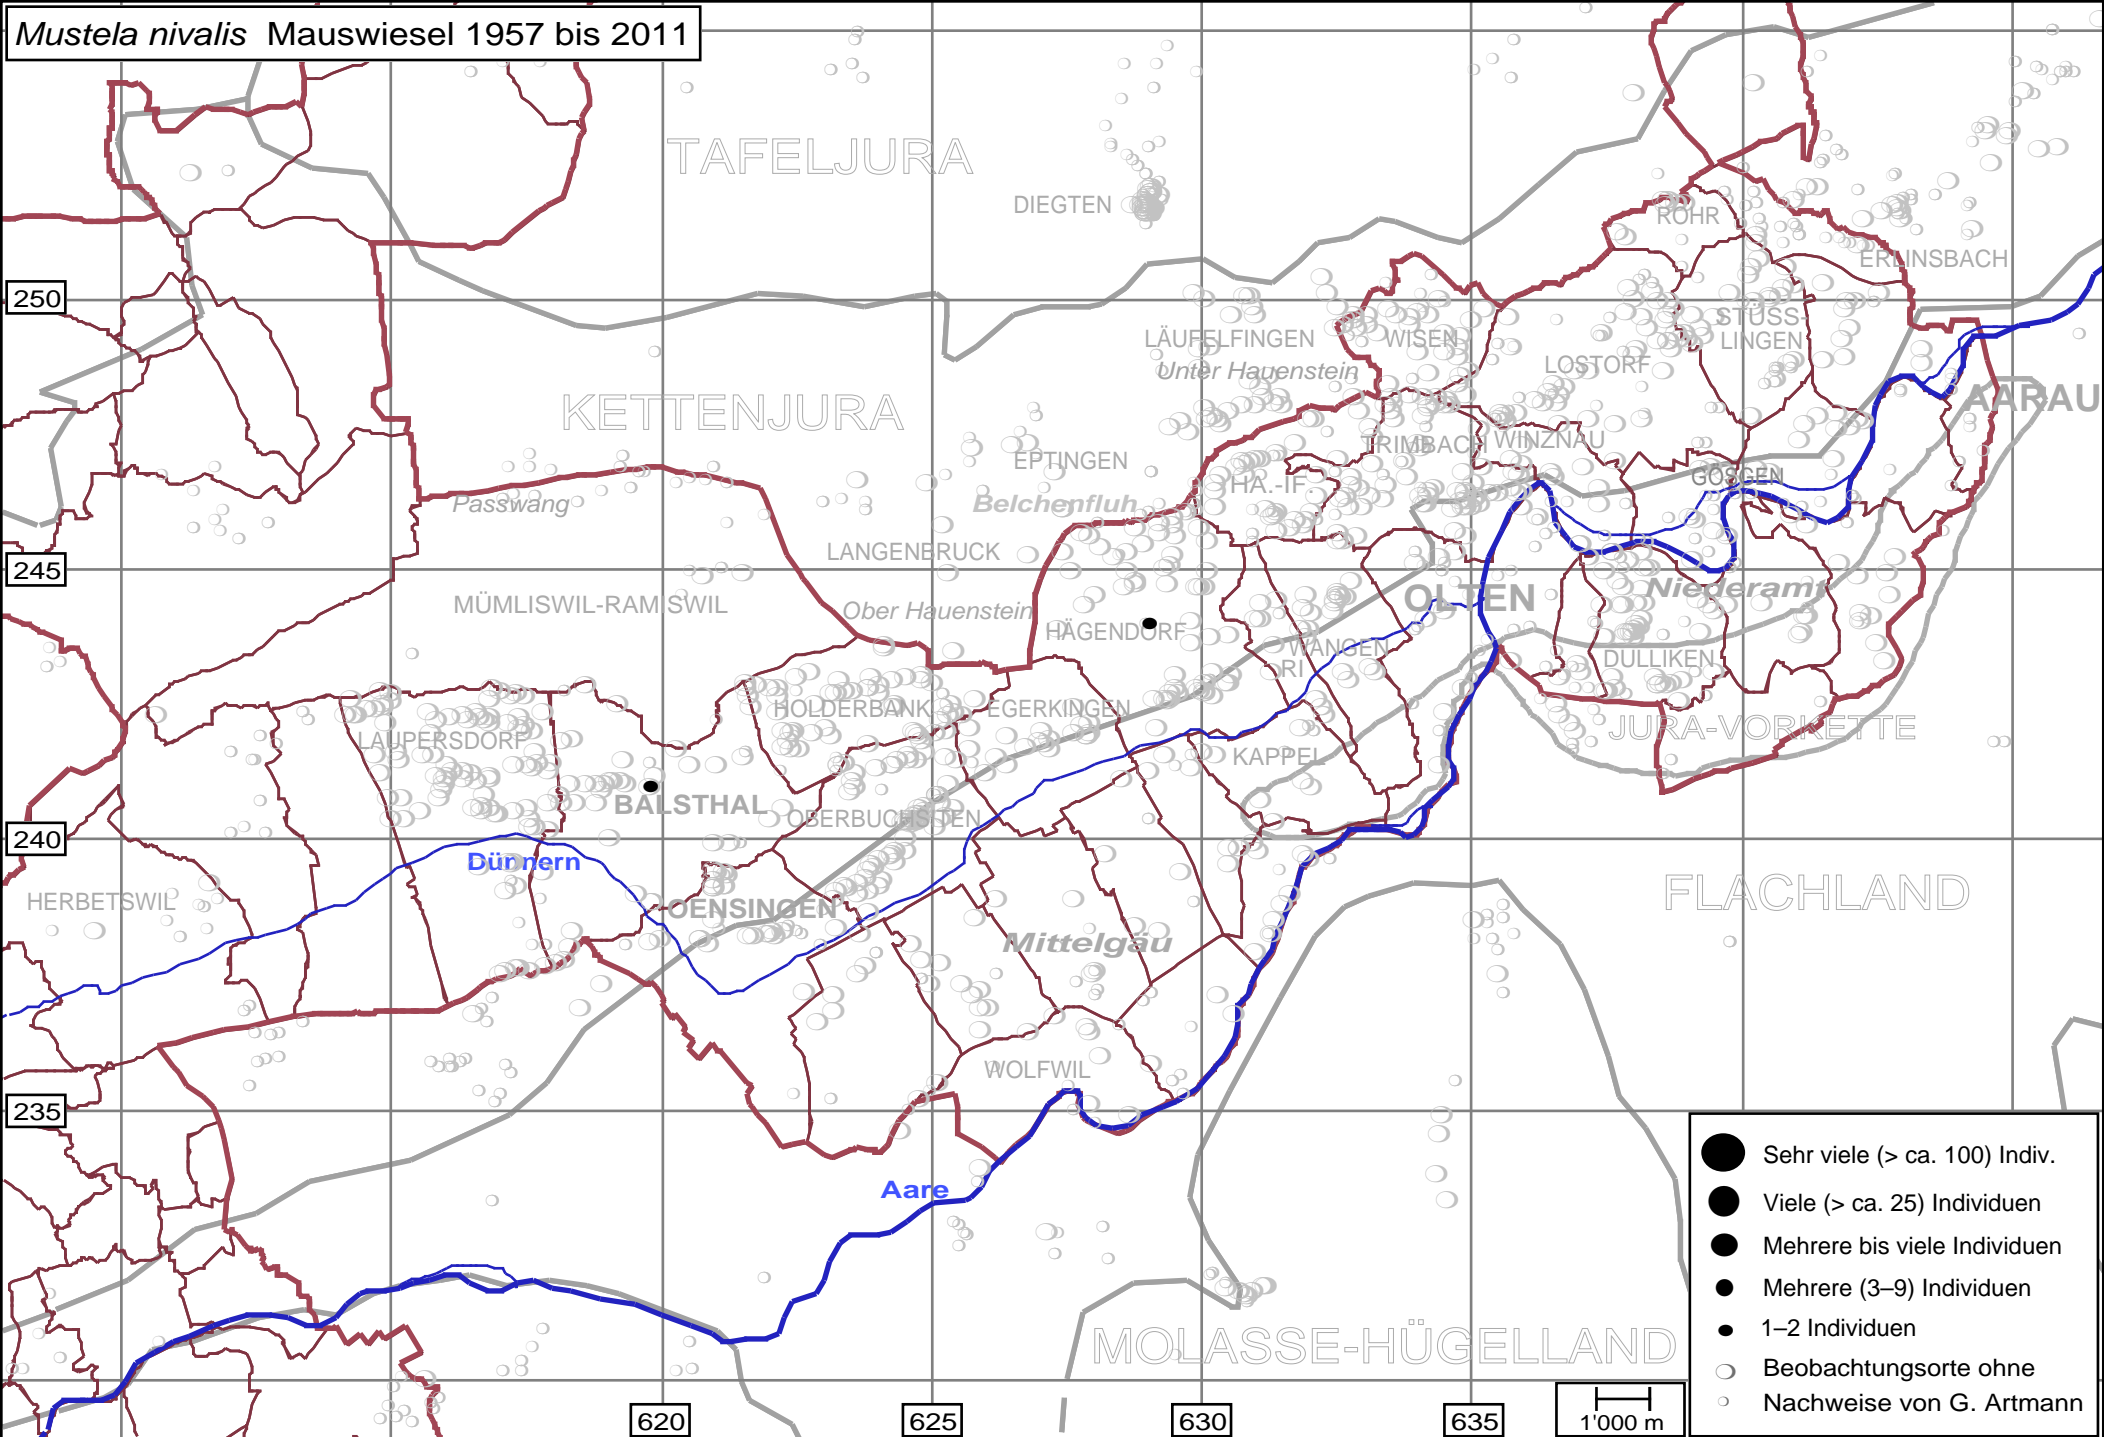 Mustela nivalis Mauswiesel 1957 bis 2011
TAFELJURA
DIEGTEN
ROHR
ERLINSBACH
250
STÜSS-
LINGEN
LÄUFELFINGEN
WISEN
Unter Hauenstein
LOSTORF
KETTENJURA
AARAU
TRIMBACH
WINZNAU
EPTINGEN
GÖSGEN
HA.-IF.
Passwang
Belchenfluh
LANGENBRUCK
245
MÜMLISWIL-RAMISWIL
Ober Hauenstein
OLTEN
Niederamt
HÄGENDORF
WANGEN
RI
DULLIKEN
HOLDERBANK
EGERKINGEN
JURA-VORKETTE
LAUPERSDORF
KAPPEL
BALSTHAL
OBERBUCHSITEN
240
Dünnern
HERBETSWIL
FLACHLAND
OENSINGEN
Mittelgäu
WOLFWIL
235
Aare
MOLASSE-HÜGELLAND
Sehr viele (> ca. 100) Indiv.
Viele (> ca. 25) Individuen
Mehrere bis viele Individuen
Mehrere (3–9) Individuen
1–2 Individuen
Beobachtungsorte ohne
Nachweise von G. Artmann
620
625
630
635
1'000 m